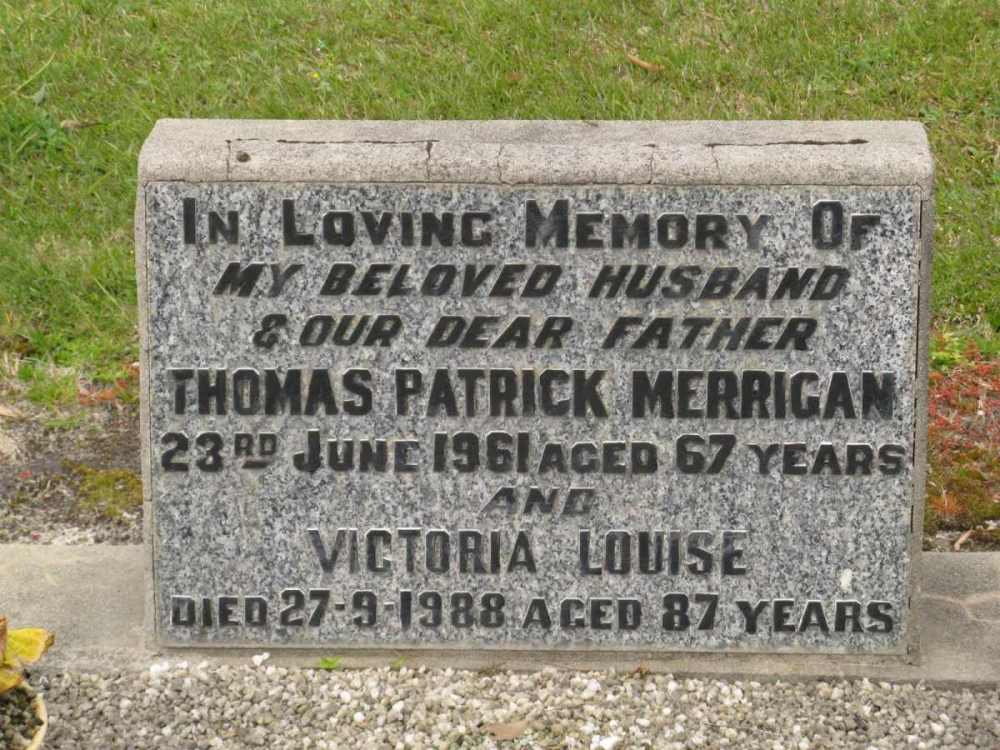 IN LOVING MEMORY OF
MY BELOVED HUSBAND
& OUR DEAR FATHER
THOMAS PATRICK MERRIGAN
23RD JUNE 1961 AGED 67 YEARS
AND
VICTORIA LOUISE
DIED 27-9-1988 AGED 87 YEARS